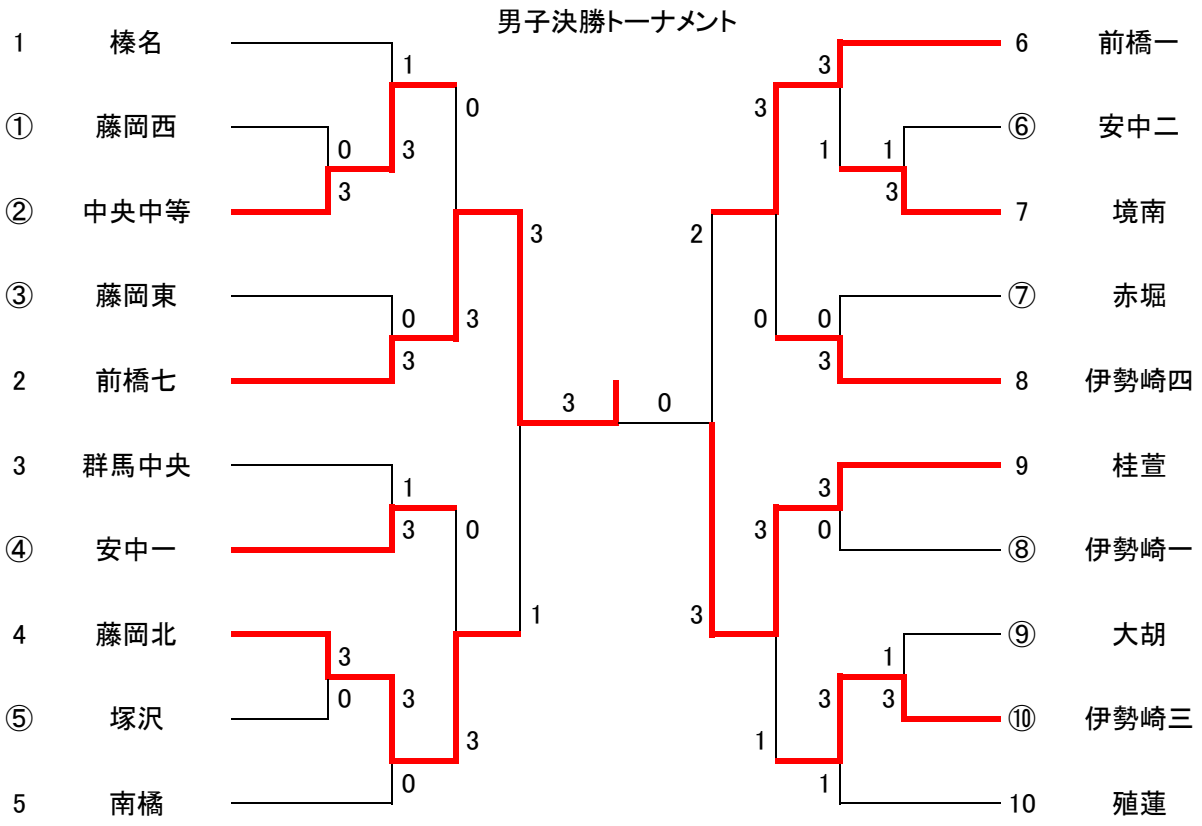 男子決勝トーナメント
1 榛名
① 藤岡西
② 中央中等
③ 藤岡東
2 前橋七
3 群馬中央
④ 安中一
4 藤岡北
⑤ 塚沢
5 南橘
1
0
0
3
3
3
0
3
3
1
0
3
3
0
3
1
3
0
3 0
6 前橋一
⑥ 安中二
7 境南
⑦ 赤堀
8 伊勢崎四
9 桂萱
⑧ 伊勢崎一
⑨ 大胡
⑩ 伊勢崎三
10 殖蓮
3
3
1 1
3
2
0 0
3
3
3 0
3
1
3 3
1
1